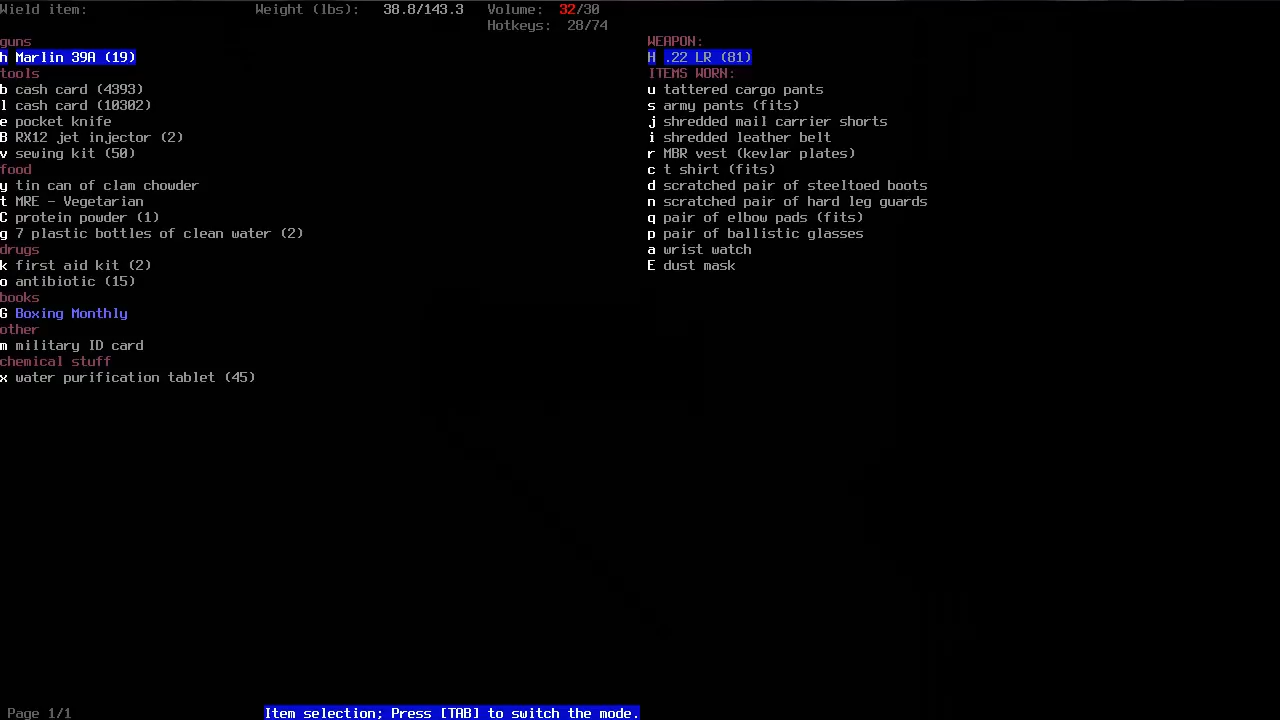 Wield item: Weight (lbs): 38.8/143.3 Volume: 32/30
Hotkeys: 28/74
guns
h Marlin 39A (19)
tools
b cash card (4393)
l cash card (10302)
e pocket knife
B RX12 jet injector (2)
v sewing kit (50)
food
y tin can of clam chowder
t MRE - Vegetarian
C protein powder (1)
g 7 plastic bottles of clean water (2)
drugs
k first aid kit (2)
o antibiotic (15)
books
G Boxing Monthly
other
m military ID card
chemical stuff
x water purification tablet (45)
WEAPON:
H .22 LR (81)
ITEMS WORN:
u tattered cargo pants
s army pants (fits)
j shredded mail carrier shorts
i shredded leather belt
r MBR vest (kevlar plates)
c t shirt (fits)
d scratched pair of steeltoed boots
n scratched pair of hard leg guards
q pair of elbow pads (fits)
p pair of ballistic glasses
a wrist watch
E dust mask
Page 1/1 Item selection; Press [TAB] to switch the mode.